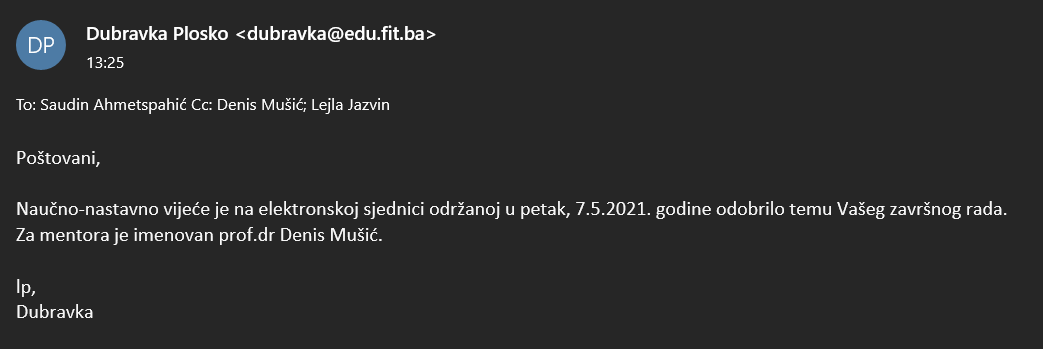 DP
Dubravka Plosko <dubravka@edu.fit.ba>
13:25
To: Saudin Ahmetspahić Cc: Denis Mušić; Lejla Jazvin
Poštovani,
Naučno-nastavno vijeće je na elektronskoj sjednici održanoj u petak, 7.5.2021. godine odobrilo temu Vašeg završnog rada.
Za mentora je imenovan prof.dr Denis Mušić.
lp,
Dubravka